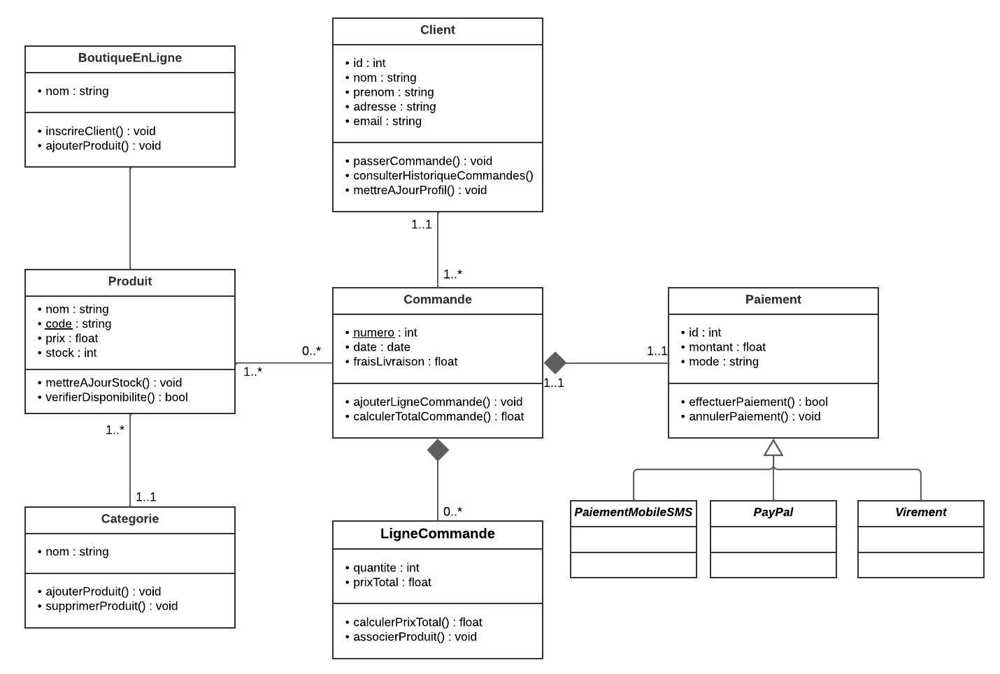 BoutiqueEnLigne
• nom : string
• inscrireClient() : void
• ajouterProduit() : void
Client
• id : int
• nom : string
• prenom : string
• adresse : string
• email : string
• passerCommande() : void
• consulterHistoriqueCommandes()
• mettreAJourProfil() : void
1..1
1..*
Produit
• nom : string
• code : string
• prix : float
• stock : int
• mettreAJourStock() : void
• verifierDisponibilite() : bool
0..*
1..*
Commande
• numero : int
• date : date
• fraisLivraison : float
• ajouterLigneCommande() : void
• calculerTotalCommande() : float
1..1
1..1
Paiement
• id : int
• montant : float
• mode : string
• effectuerPaiement() : bool
• annulerPaiement() : void
1..*
1..1
Categorie
• nom : string
• ajouterProduit() : void
• supprimerProduit() : void
0..*
LigneCommande
• quantite : int
• prixTotal : float
• calculerPrixTotal() : float
• associerProduit() : void
PaiementMobileSMS
PayPal
Virement